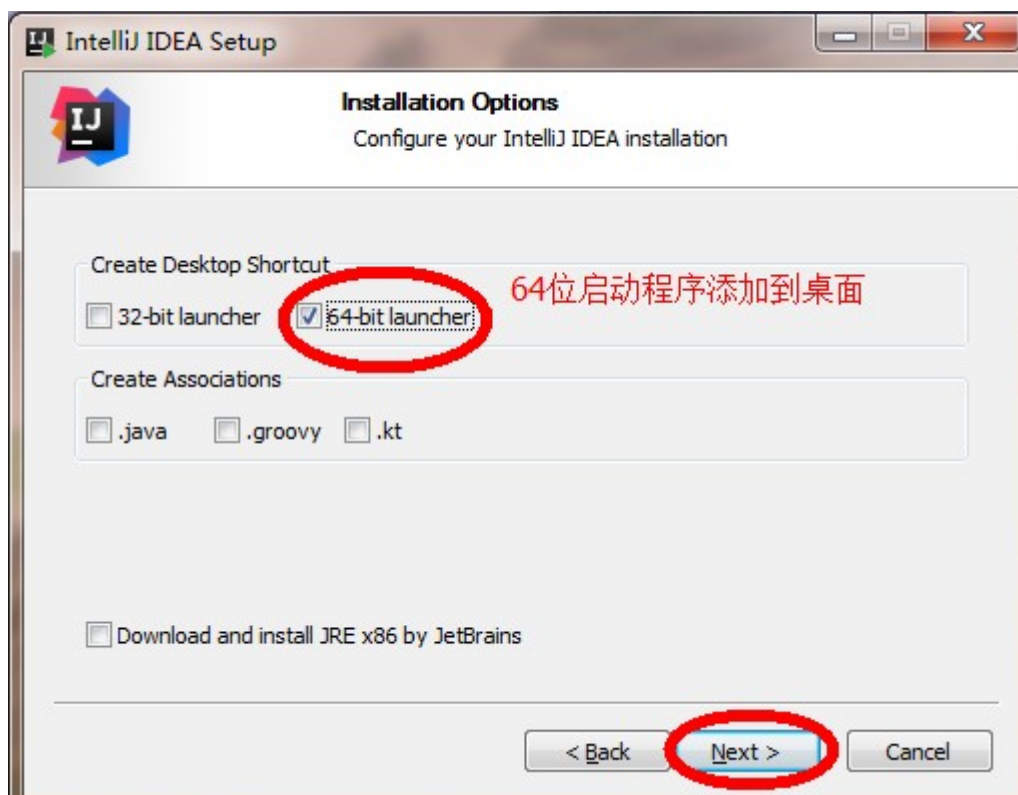 IntelliJ IDEA Setup
IJ
Installation Options
Configure your IntelliJ IDEA installation
Create Desktop Shortcut
32-bit launcher 64-bit launcher 64位启动程序添加到桌面
Create Associations
.java .groovy .kt
Download and install JRE x86 by JetBrains
< Back Next > Cancel